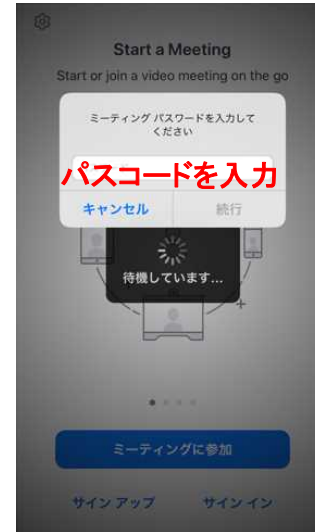 Start a Meeting
Start or join a video meeting on the go
ミーティング パスワードを入力して
ください
パスコードを入力
キャンセル 続行
待機しています...
ミーティングに参加
サイン アップ サイン イン